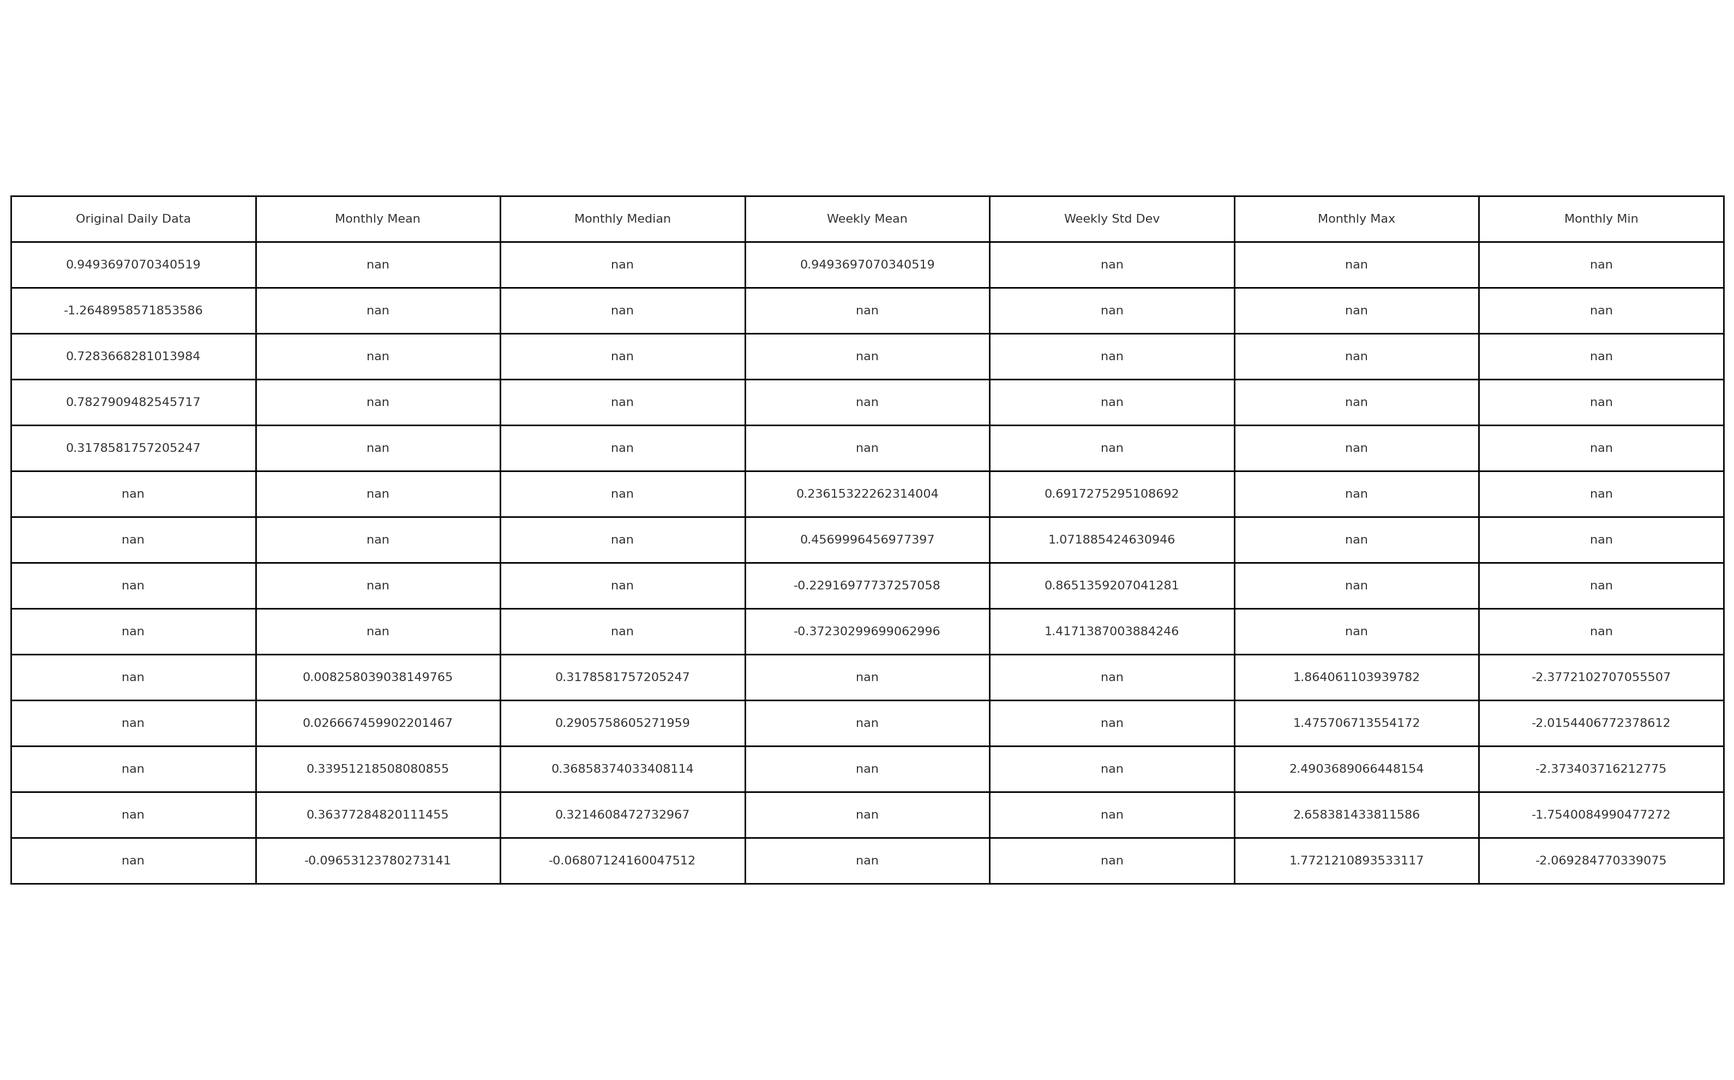 Original Daily Data Monthly Mean Monthly Median Weekly Mean Weekly Std Dev Monthly Max Monthly Min
0.9493697070340519 nan nan 0.9493697070340519 nan nan nan
-1.2648958571853586 nan nan nan nan nan nan
0.7283668281013984 nan nan nan nan nan nan
0.7827909482545717 nan nan nan nan nan nan
0.3178581757205247 nan nan nan nan nan nan
nan nan nan 0.23615322262314004 0.6917275295108692 nan nan
nan nan nan 0.4569996456977397 1.071885424630946 nan nan
nan nan nan -0.22916977737257058 0.8651359207041281 nan nan
nan nan nan -0.37230299699062996 1.4171387003884246 nan nan
nan 0.008258039038149765 0.3178581757205247 nan nan 1.864061103939782 -2.3772102707055507
nan 0.026667459902201467 0.2905758605271959 nan nan 1.475706713554172 -2.0154406772378612
nan 0.33951218508080855 0.36858374033408114 nan nan 2.4903689066448154 -2.373403716212775
nan 0.36377284820111455 0.3214608472732967 nan nan 2.658381433811586 -1.7540084990477272
nan -0.09653123780273141 -0.06807124160047512 nan nan 1.7721210893533117 -2.069284770339075